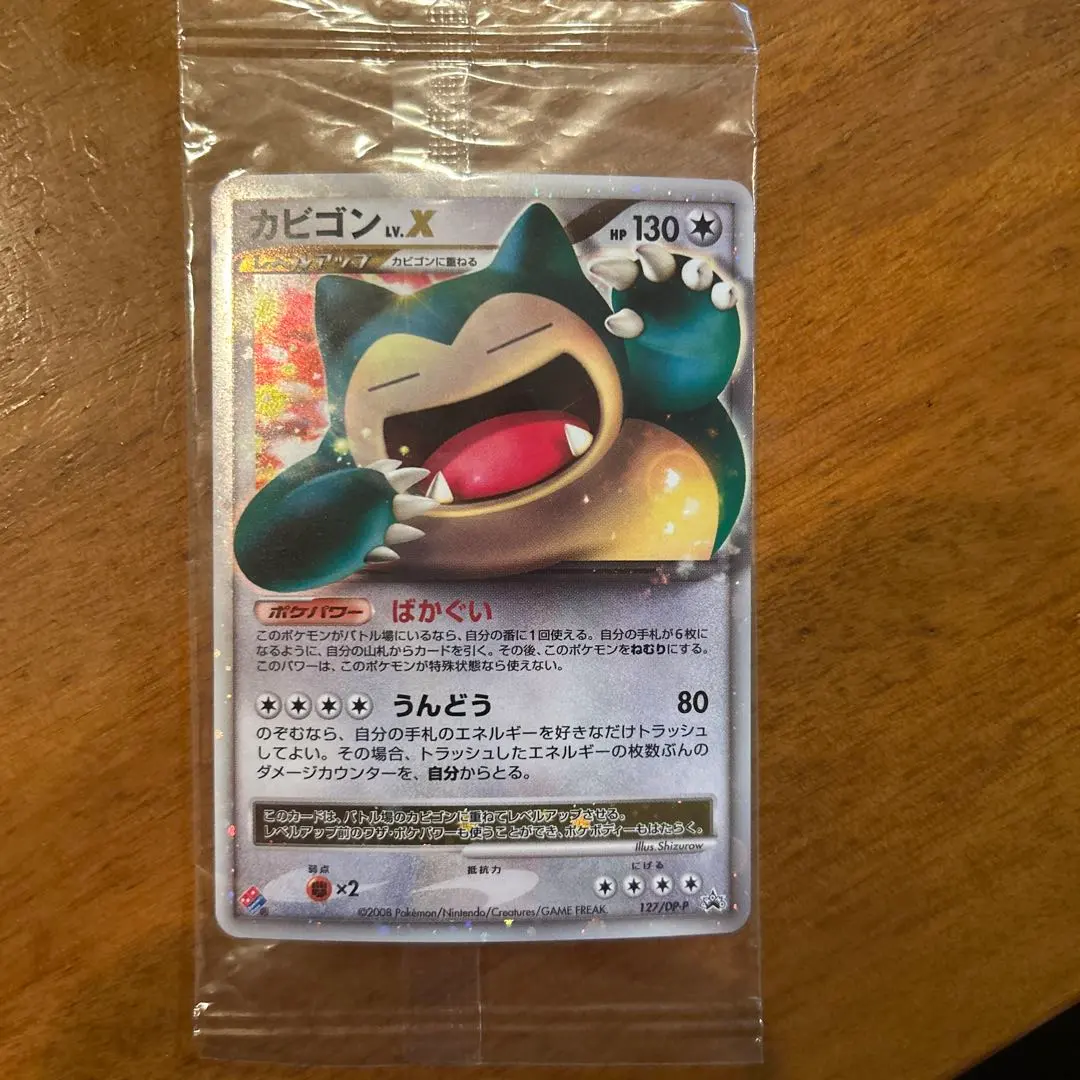 カビゴン LV.X HP 130
レベルアップ カビゴンに重ねる
ポケパワー ばかぐい
このポケモンがバトル場にいるなら、自分の番に1回使える。自分の手札が6枚に
なるように、自分の山札からカードを引く。その後、このポケモンをねむりにする。
このパワーは、このポケモンが特殊状態なら使えない。
うんどう 80
のぞむなら、自分の手札のエネルギーを好きなだけトラッシュ
してよい。その場合、トラッシュしたエネルギーの枚数ぶんの
ダメージカウンターを、自分からとる。
このカードは、バトル場のカビゴンに重ねてレベルアップさせる。
レベルアップ前のワザ・ポケパワーも使うことができ、ポケボディーもはたらく。
Illus. Shizurow
弱点 抵抗力 にげる
×2
©2008 Pokémon/Nintendo/Creatures/GAME FREAK. 127/DP-P